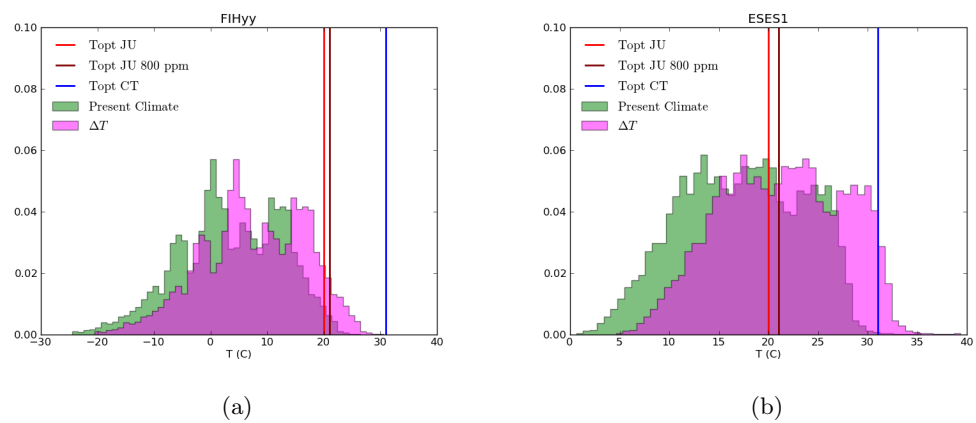 FIHyy
0.10
0.08
0.06
0.04
0.02
0.00
Topt JU
Topt JU 800 ppm
Topt CT
Present Climate
ΔT
−30 −20 −10 0 10 20 30 40
T (C)
(a)
ESES1
0.10
0.08
0.06
0.04
0.02
0.00
Topt JU
Topt JU 800 ppm
Topt CT
Present Climate
ΔT
0 5 10 15 20 25 30 35 40
T (C)
(b)